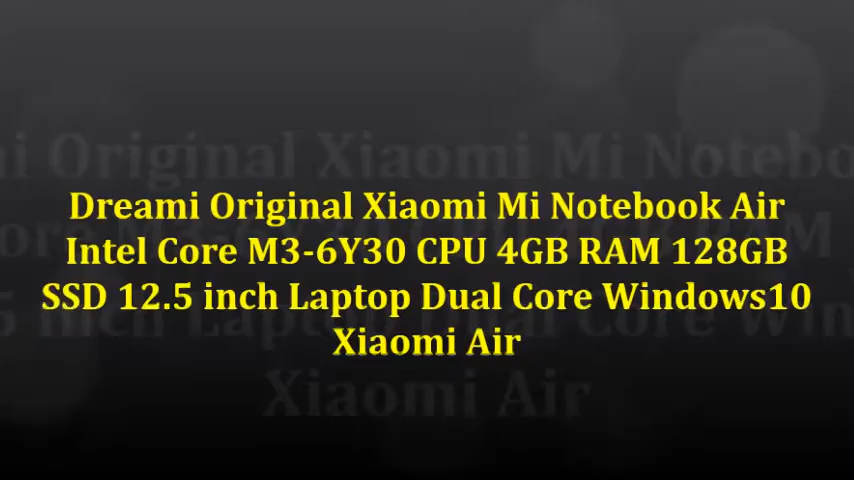 Dreami Original Xiaomi Mi Notebook Air
Intel Core M3-6Y30 CPU 4GB RAM 128GB
SSD 12.5 inch Laptop Dual Core Windows10
Xiaomi Air